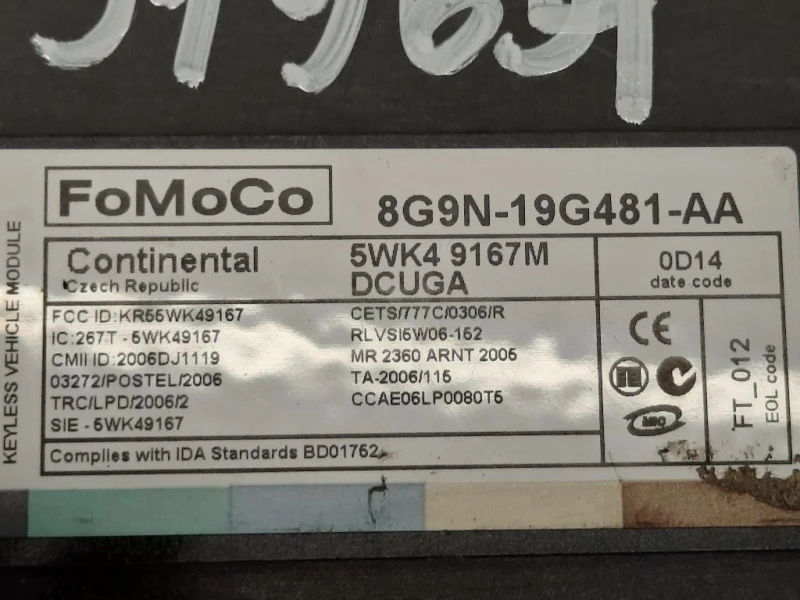 FoMoCo
8G9N-19G481-AA
KEYLESS VEHICLE MODULE
Continental
Czech Republic
5WK4 9167M
DCUGA
0D14
date code
FCC ID:KR55WK49167
IC:267T - 5WK49167
CMII ID:2006DJ1119
03272/POSTEL/2006
TRC/LPD/2006/2
SIE - 5WK49167
CETS/777C/0306/R
RLVSI5W06-152
MR 2360 ARNT 2005
TA-2006/115
CCAE06LP0080T5
CE
FT_012
EOL code
Complies with IDA Standards BD01752